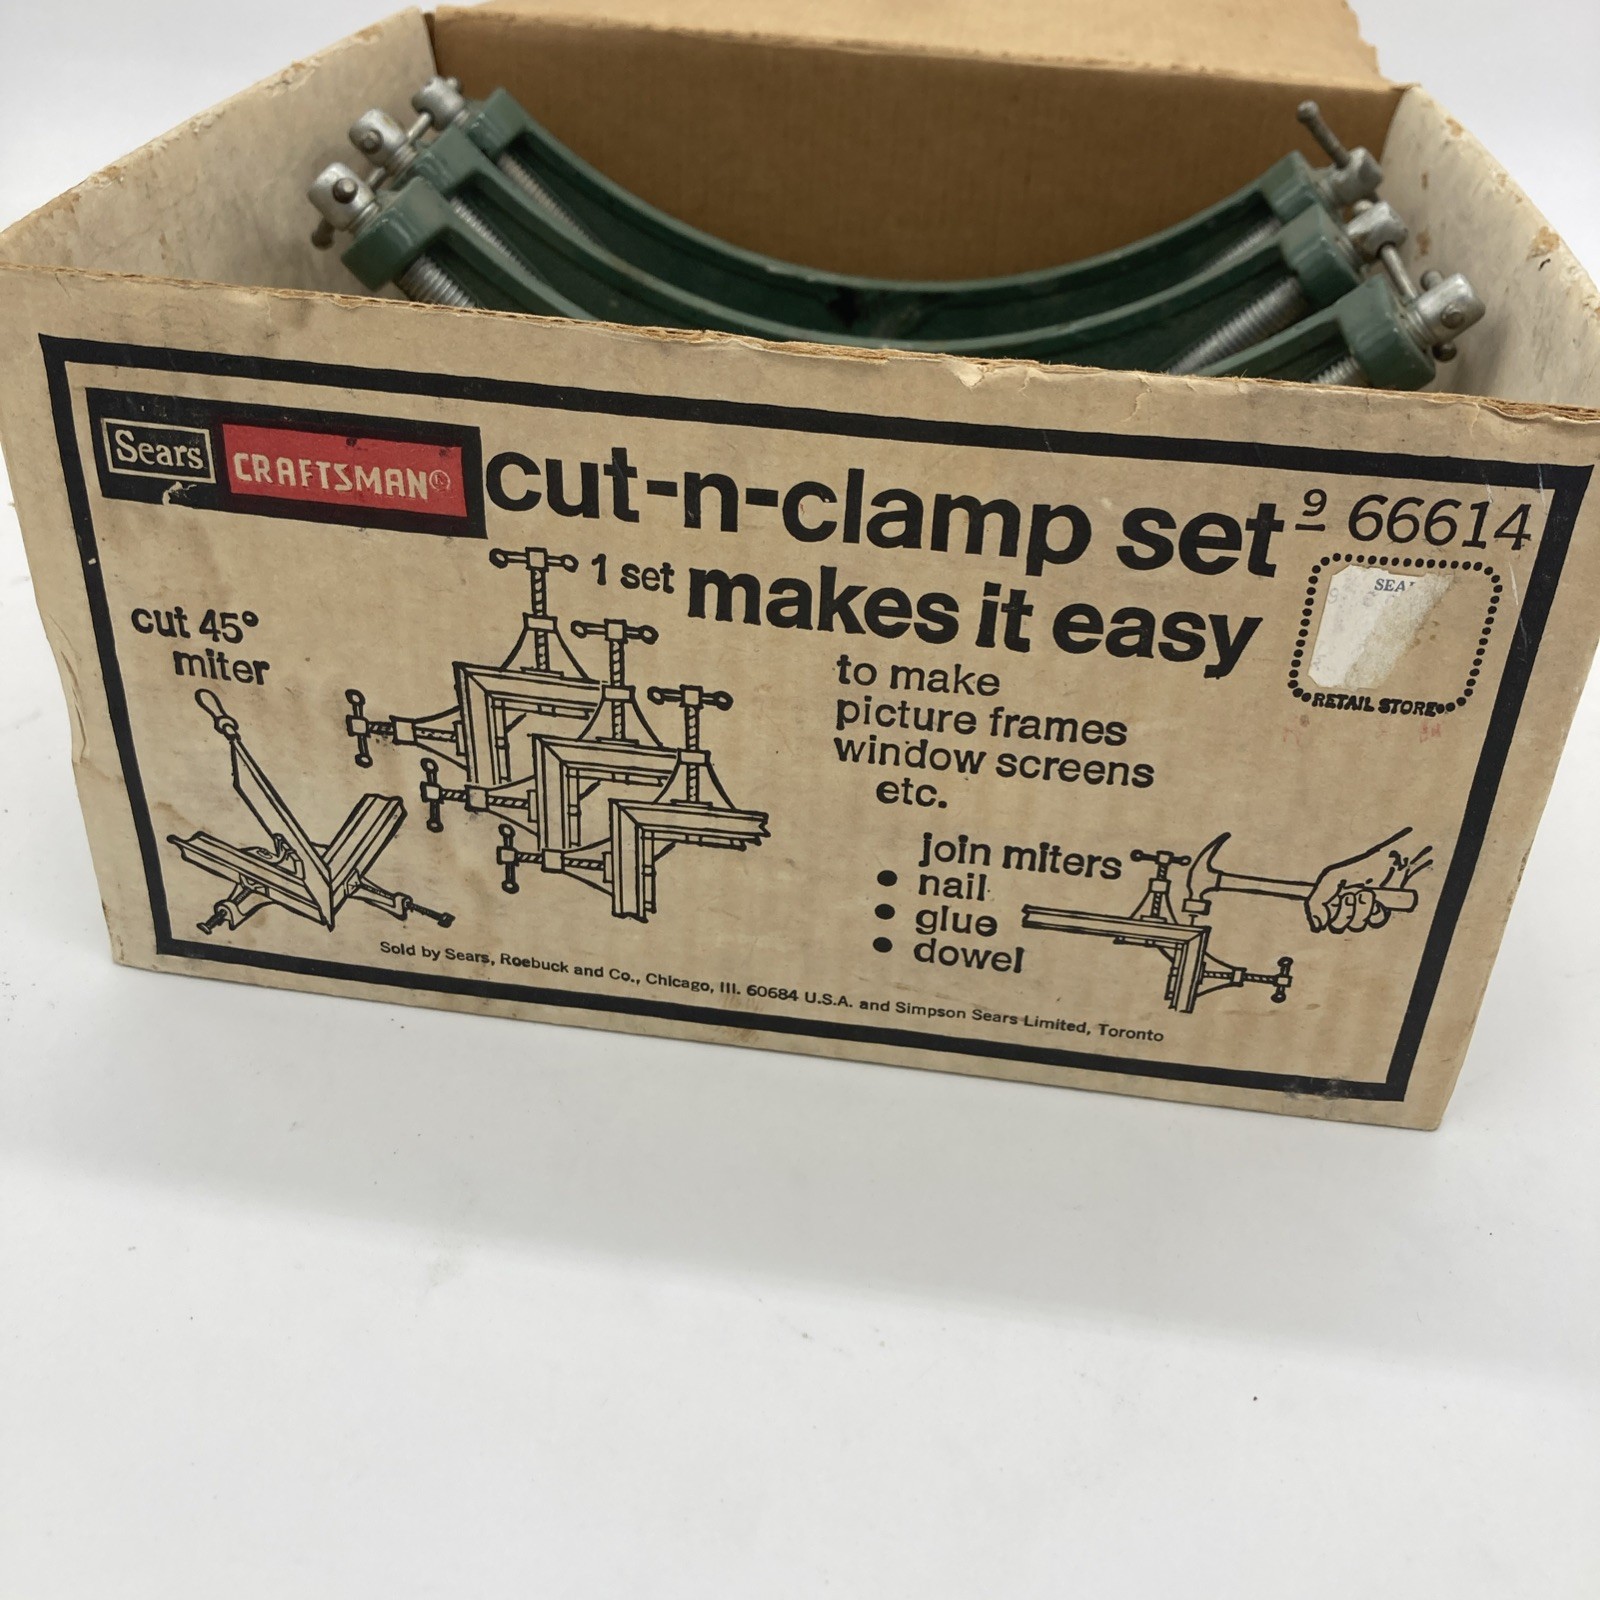 Sears CRAFTSMAN® cut-n-clamp set 9 66614
1 set makes it easy
cut 45°
miter
to make
picture frames
window screens
etc.
RETAIL STORE
join miters
• nail
• glue
• dowel
Sold by Sears, Roebuck and Co., Chicago, Ill. 60684 U.S.A. and Simpson Sears Limited, Toronto